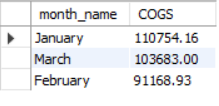 month_name COGS
January 110754.16
March 103683.00
February 91168.93